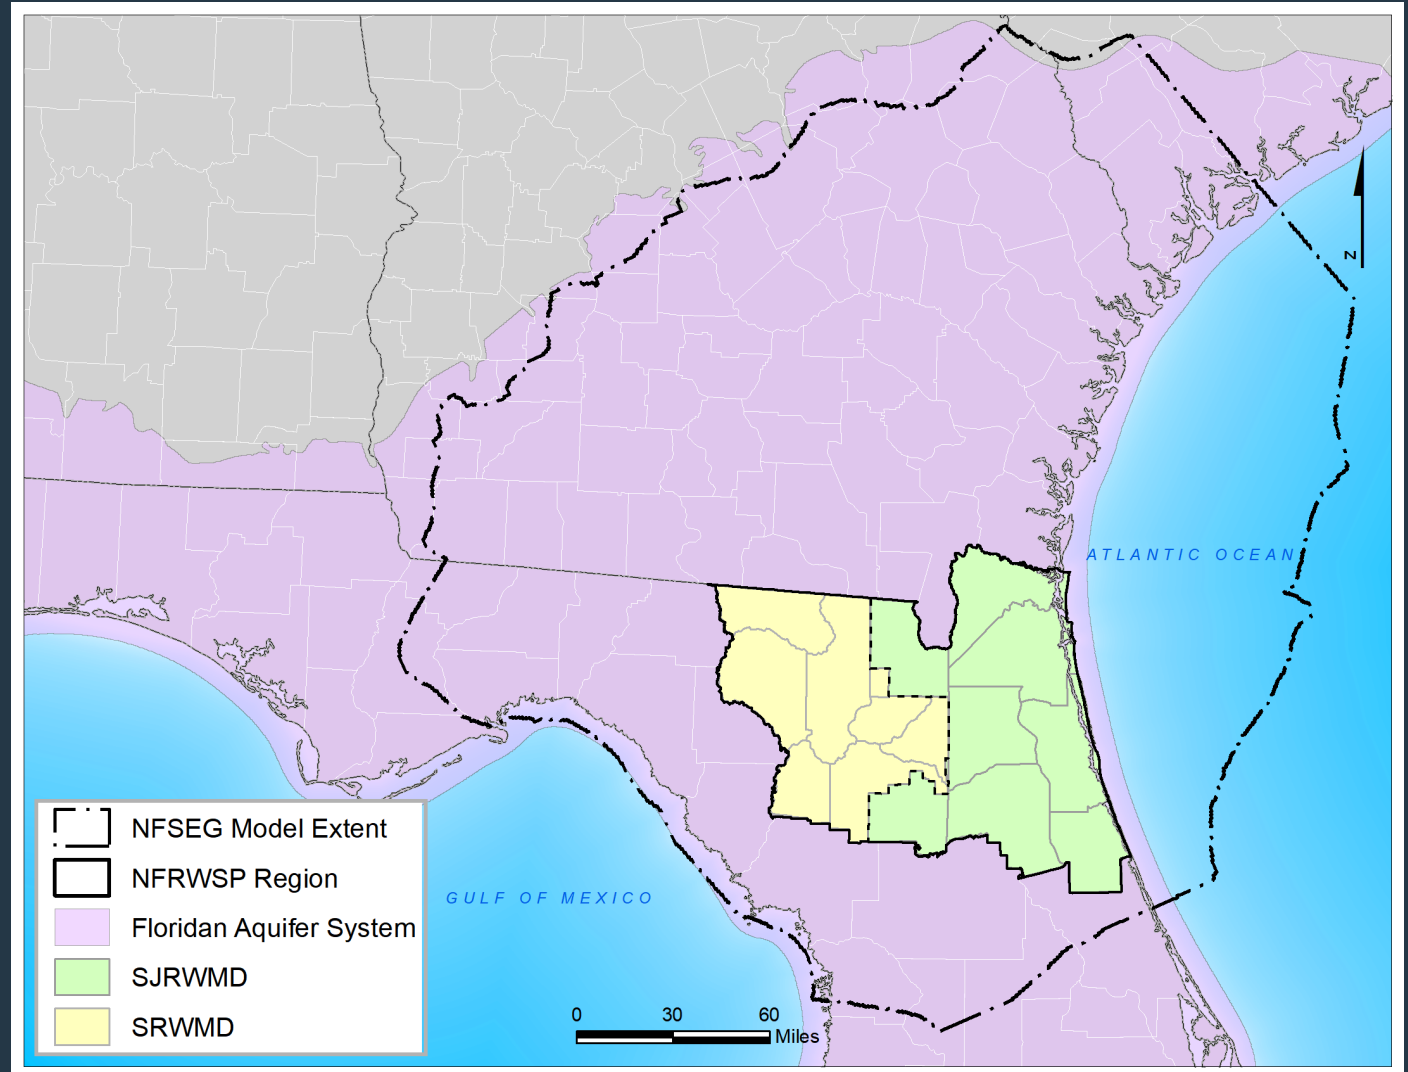 N
ATLANTIC OCEAN
NFSEG Model Extent
NFRWSP Region
GULF OF MEXICO
Floridan Aquifer System
SJRWMD
SRWMD
0 30 60
Miles